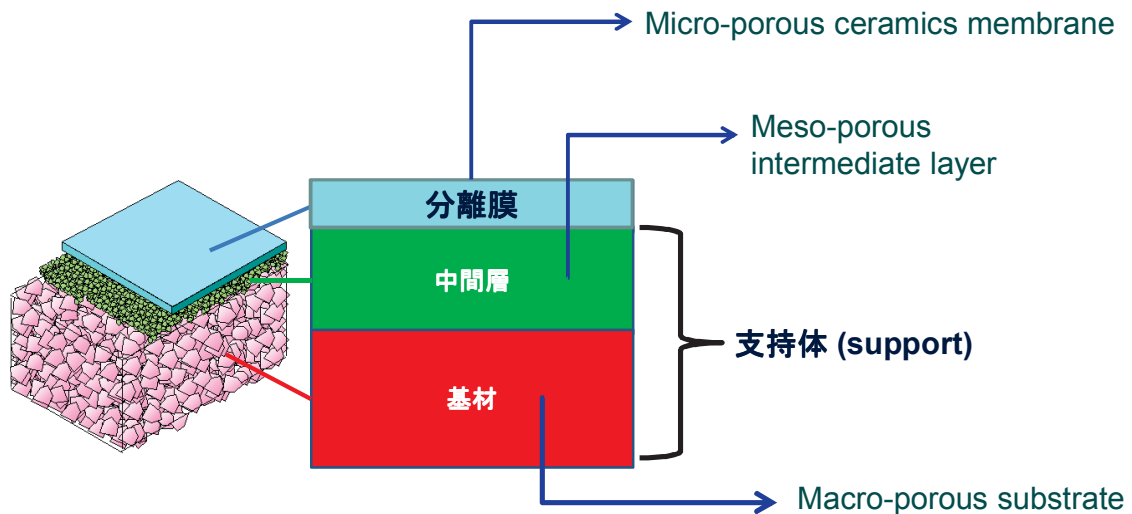 Micro-porous ceramics membrane
Meso-porous
intermediate layer
分離膜
中間層
支持体 (support)
基材
Macro-porous substrate